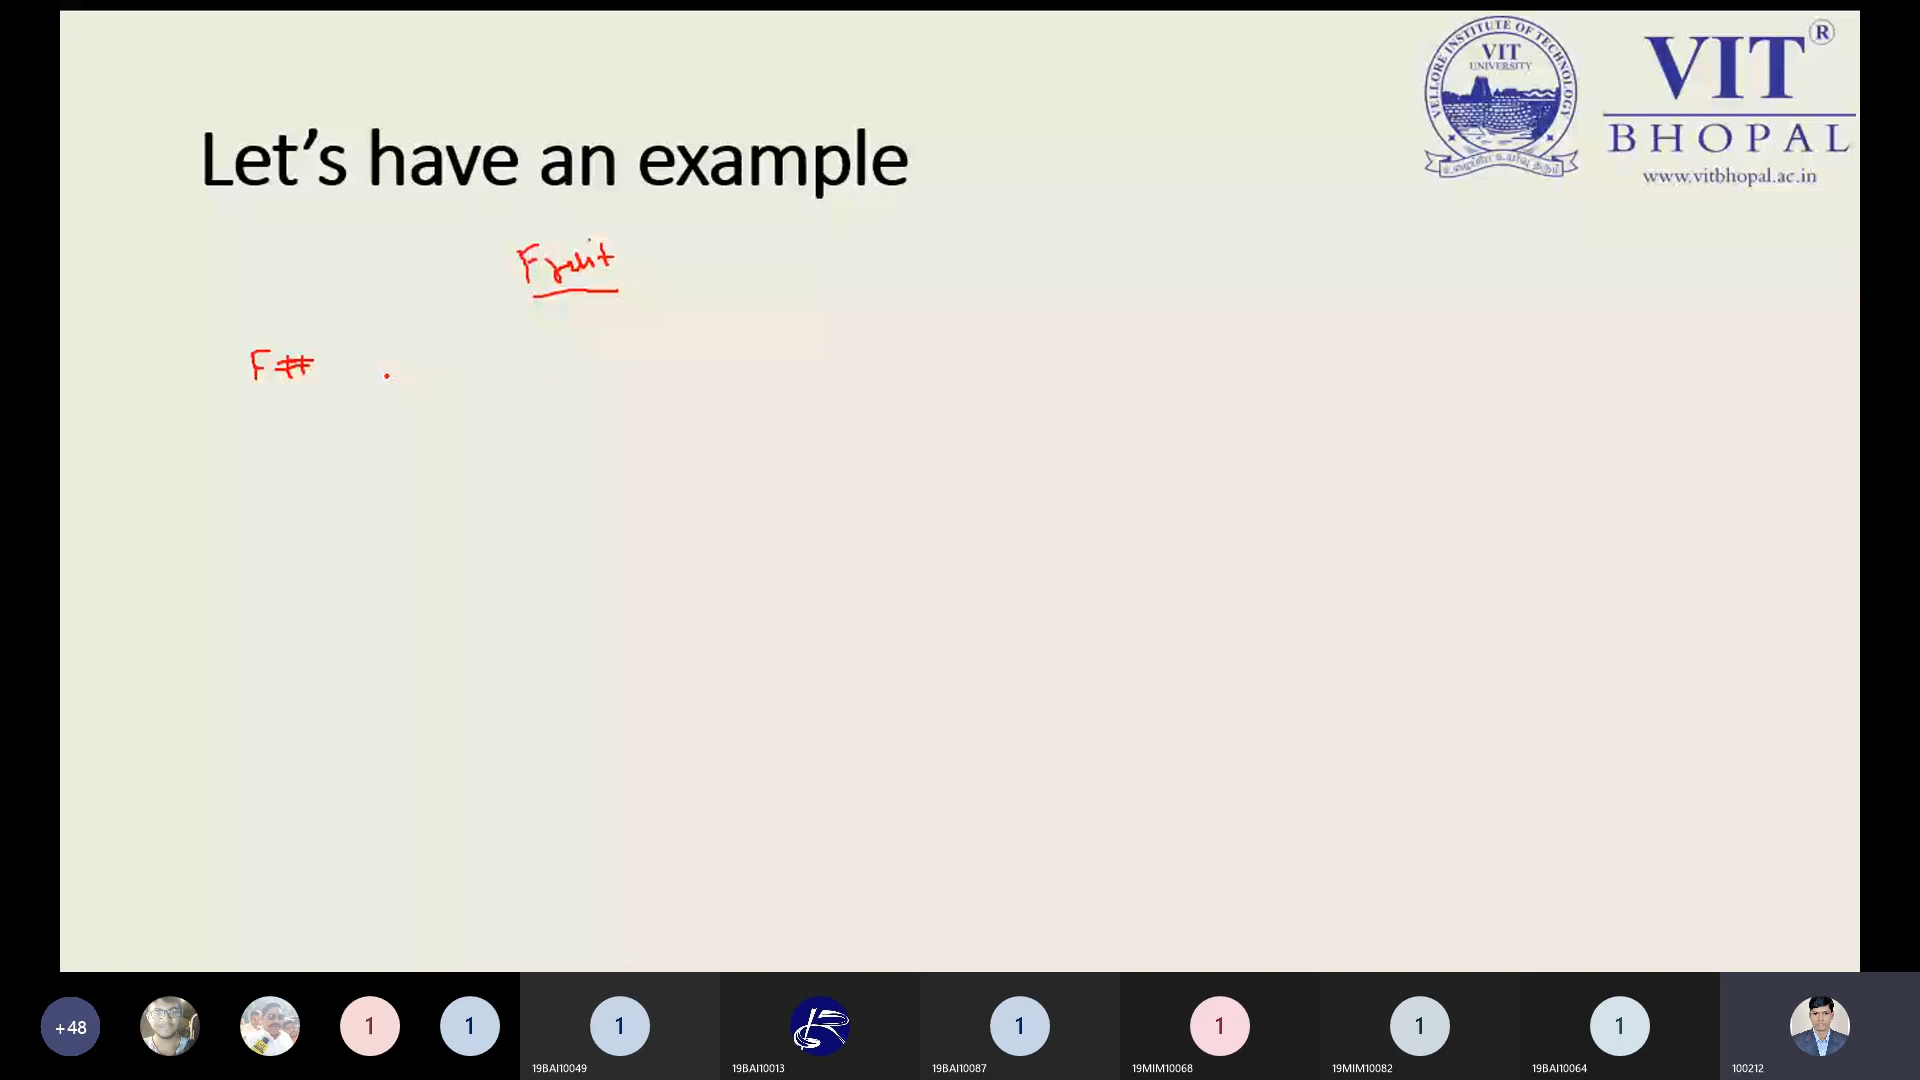 VELLORE INSTITUTE OF TECHNOLOGY
VIT
UNIVERSITY
VIT®
BHOPAL
www.vitbhopal.ac.in
Let's have an example
Fruit
F#
+48
1
1
1
1
1
1
1
19BAI10049
19BAI10013
19BAI10087
19MIM10068
19MIM10082
19BAI10064
100212